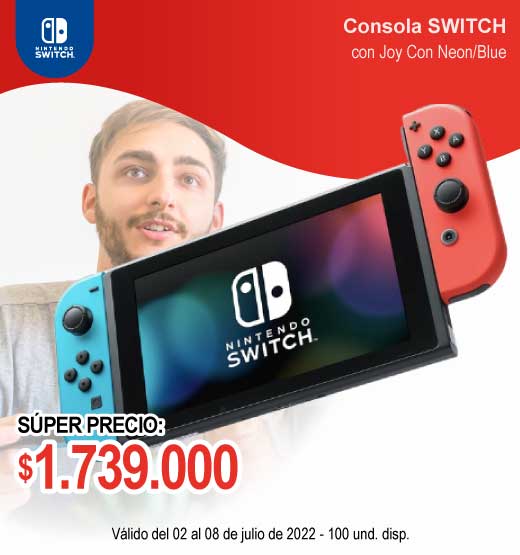 Consola SWITCH
con Joy Con Neon/Blue
NINTENDO
SWITCH
X
Y
A
B
NINTENDO
SWITCH
SÚPER PRECIO:
$1.739.000
Válido del 02 al 08 de julio de 2022 - 100 und. disp.